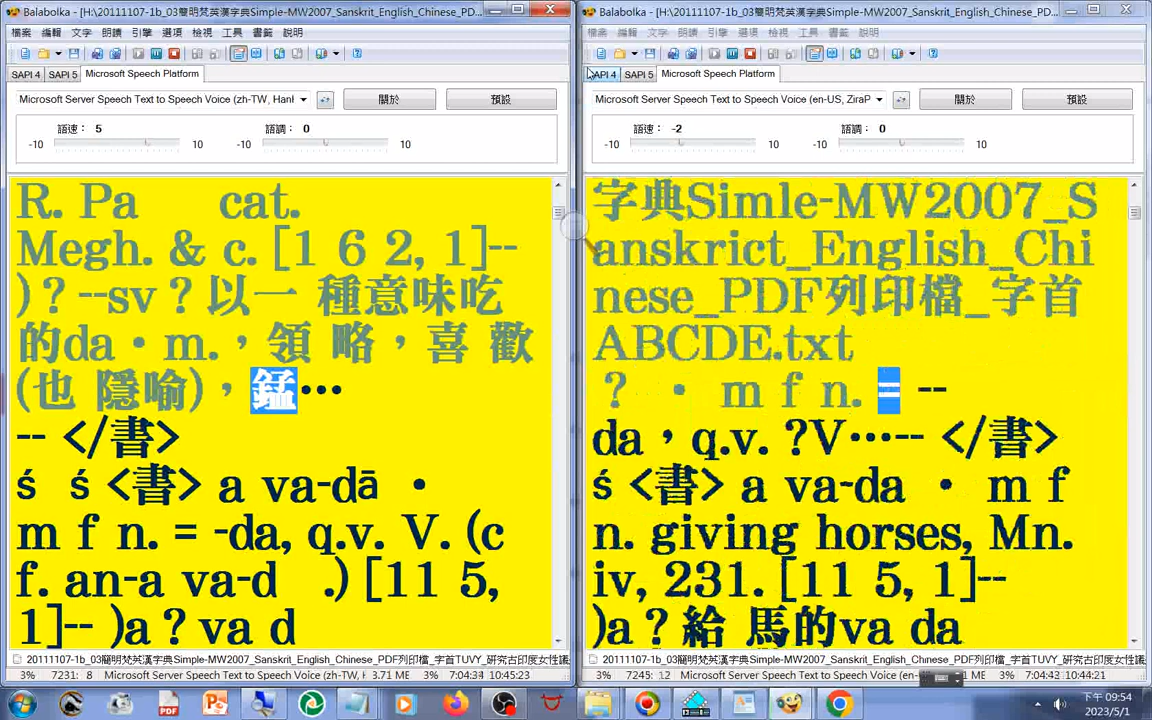 Balabolka - [H:\20111107-1b_03簡明梵英漢字典Simple-MW2007_Sanskrit_English_Chinese_PD...
檔案 編輯 文字 朗讀 引擎 選項 檢視 工具 書籤 說明
SAPI 4 SAPI 5 Microsoft Speech Platform
Microsoft Server Speech Text to Speech Voice (zh-TW, Hanl
關於 預設
語速： 5 語調： 0
-10 10 -10 10
R. Pa cat.
Megh. & c. [1 6 2, 1]--
)？--sv？以一 種意味吃
的da・m.，領 略，喜 歡
(也 隱喻)，錳…
-- </書>
ś ś <書> a va-dā •
m f n. = -da, q.v. V. (c
f. an-a va-d .) [11 5,
1]-- )a？va d
20111107-1b_03簡明梵英漢字典Simple-MW2007_Sanskrit_English_Chinese_PDF列印檔_字首TUVY_研究古印度女性議
3% 7231: 8 Microsoft Server Speech Text to Speech Voice (zh-TW, H 3.71 ME 3% 7:04:34 10:45:23
Balabolka - [H:\20111107-1b_03簡明梵英漢字典Simple-MW2007_Sanskrit_English_Chinese_PD...
檔案 編輯 文字 朗讀 引擎 選項 檢視 工具 書籤 說明
SAPI 4 SAPI 5 Microsoft Speech Platform
Microsoft Server Speech Text to Speech Voice (en-US, ZiraP
關於 預設
語速： -2 語調： 0
-10 10 -10 10
字典Simle-MW2007_S
anskrict_English_Chi
nese_PDF列印檔_字首
ABCDE.txt
？ • m f n. = --
da，q.v. ?V…-- </書>
ś <書> a va-da • m f
n. giving horses, Mn.
iv, 231. [11 5, 1]--
)a？給 馬的va da
20111107-1b_03簡明梵英漢字典Simple-MW2007_Sanskrit_English_Chinese_PDF列印檔_字首TUVY_研究古印度女性議
3% 7245: 12 Microsoft Server Speech Text to Speech Voice (en-US, 3% 7:04:42 10:44:21
下午 09:54
2023/5/1